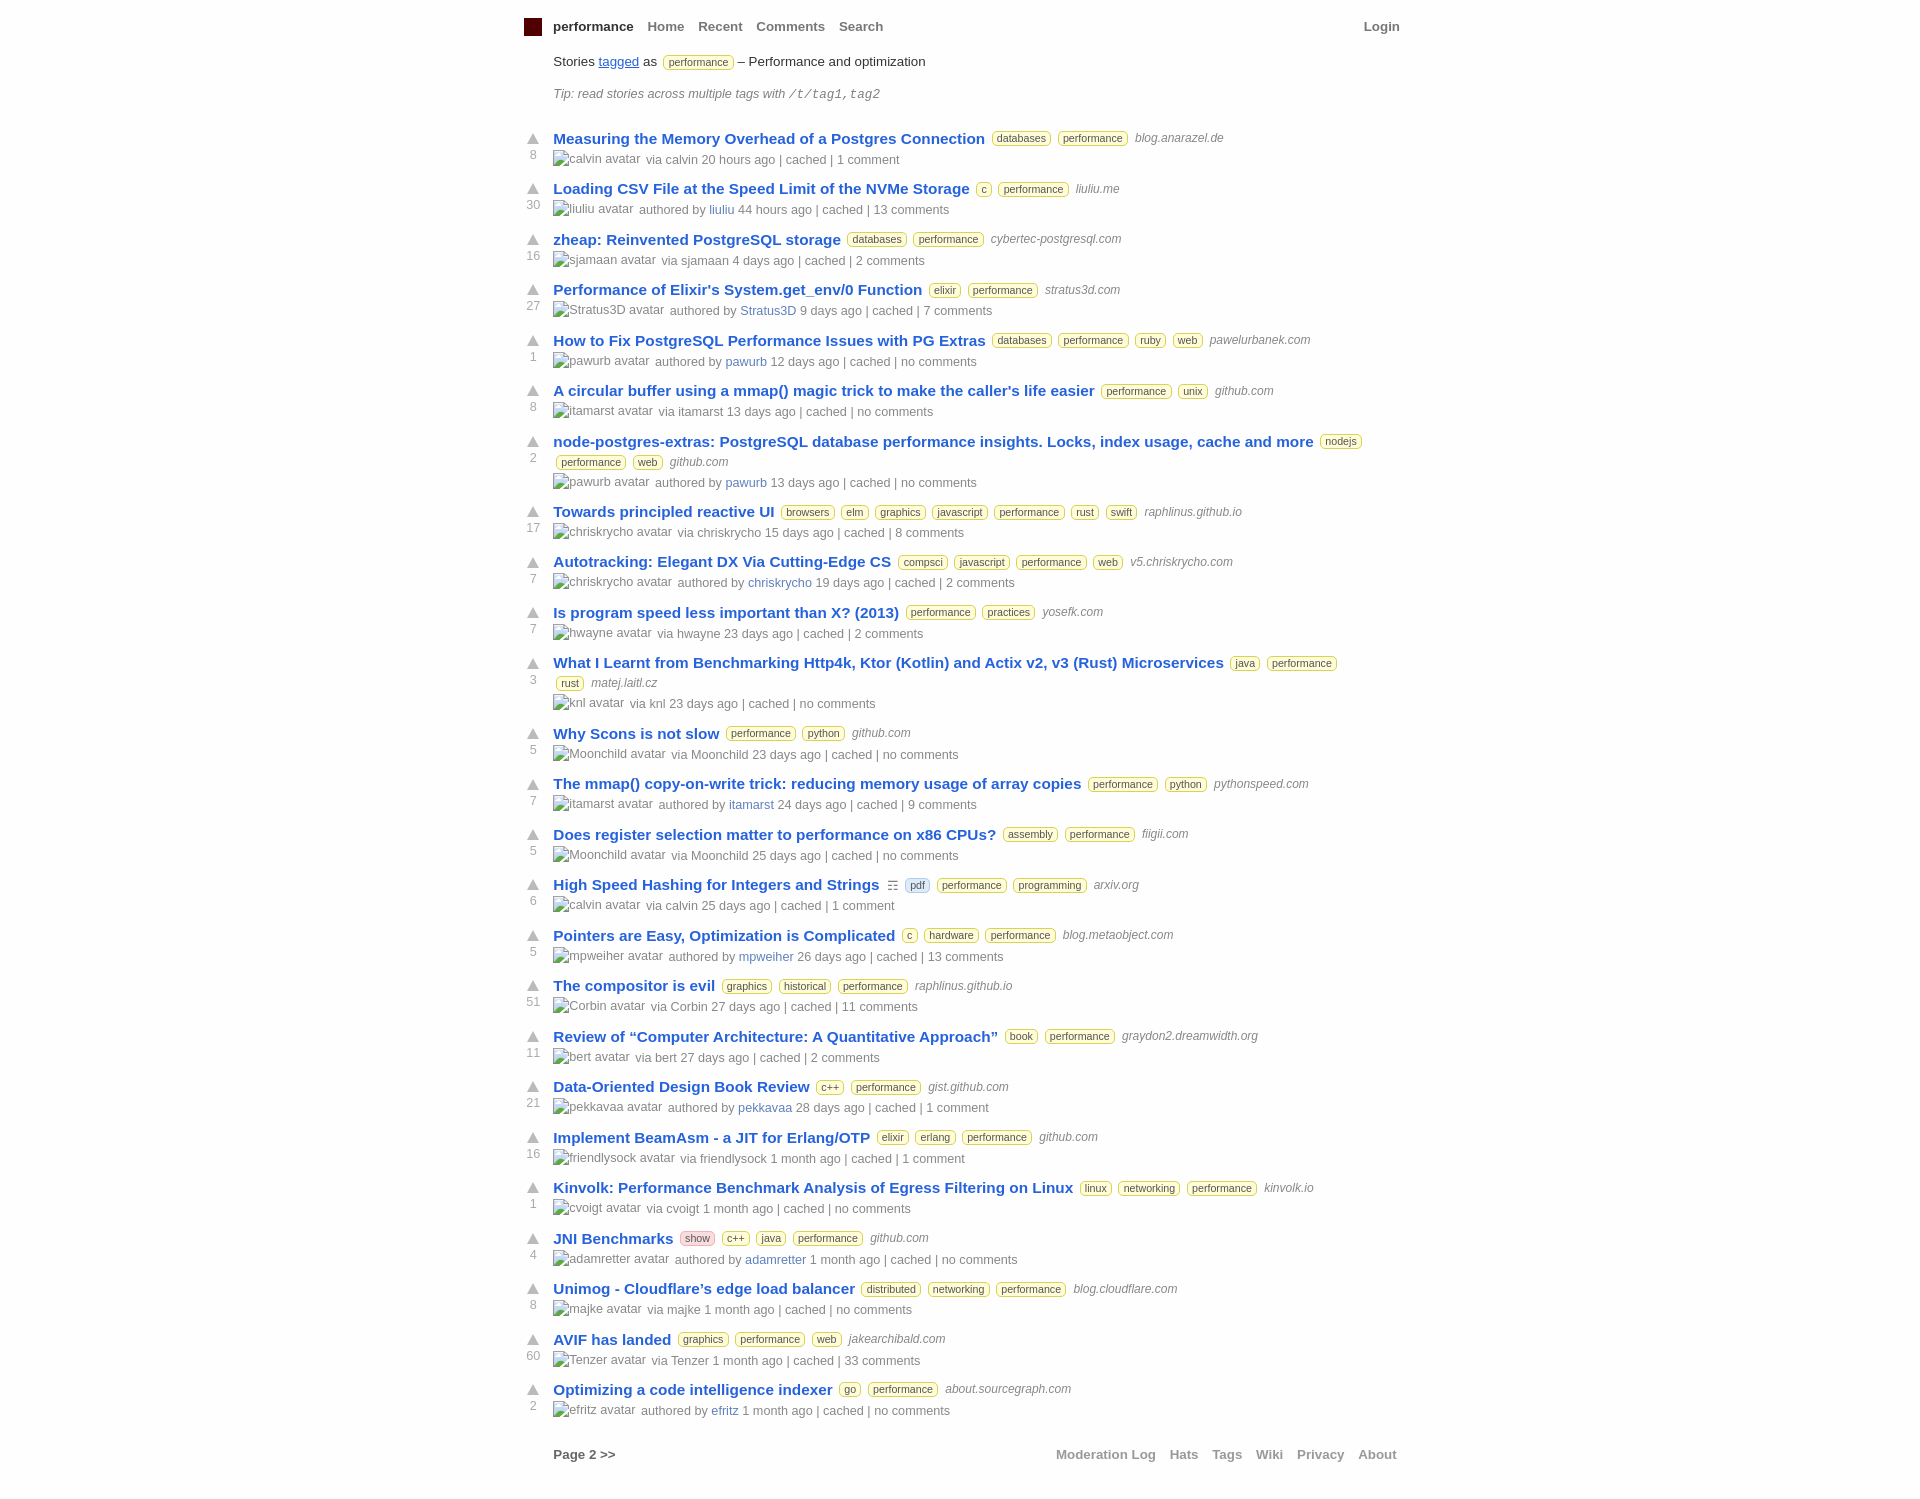 performance Home Recent Comments Search Login
Stories tagged as performance – Performance and optimization
Tip: read stories across multiple tags with /t/tag1,tag2
Measuring the Memory Overhead of a Postgres Connection databases performance blog.anarazel.de
8 calvin avatar via calvin 20 hours ago | cached | 1 comment
Loading CSV File at the Speed Limit of the NVMe Storage c performance liuliu.me
30 liuliu avatar authored by liuliu 44 hours ago | cached | 13 comments
zheap: Reinvented PostgreSQL storage databases performance cybertec-postgresql.com
16 sjamaan avatar via sjamaan 4 days ago | cached | 2 comments
Performance of Elixir's System.get_env/0 Function elixir performance stratus3d.com
27 Stratus3D avatar authored by Stratus3D 9 days ago | cached | 7 comments
How to Fix PostgreSQL Performance Issues with PG Extras databases performance ruby web pawelurbanek.com
1 pawurb avatar authored by pawurb 12 days ago | cached | no comments
A circular buffer using a mmap() magic trick to make the caller's life easier performance unix github.com
8 itamarst avatar via itamarst 13 days ago | cached | no comments
node-postgres-extras: PostgreSQL database performance insights. Locks, index usage, cache and more nodejs
2 performance web github.com
pawurb avatar authored by pawurb 13 days ago | cached | no comments
Towards principled reactive UI browsers elm graphics javascript performance rust swift raphlinus.github.io
17 chriskrycho avatar via chriskrycho 15 days ago | cached | 8 comments
Autotracking: Elegant DX Via Cutting-Edge CS compsci javascript performance web v5.chriskrycho.com
7 chriskrycho avatar authored by chriskrycho 19 days ago | cached | 2 comments
Is program speed less important than X? (2013) performance practices yosefk.com
7 hwayne avatar via hwayne 23 days ago | cached | 2 comments
What I Learnt from Benchmarking Http4k, Ktor (Kotlin) and Actix v2, v3 (Rust) Microservices java performance
3 rust matej.laitl.cz
knl avatar via knl 23 days ago | cached | no comments
Why Scons is not slow performance python github.com
5 Moonchild avatar via Moonchild 23 days ago | cached | no comments
The mmap() copy-on-write trick: reducing memory usage of array copies performance python pythonspeed.com
7 itamarst avatar authored by itamarst 24 days ago | cached | 9 comments
Does register selection matter to performance on x86 CPUs? assembly performance fiigii.com
5 Moonchild avatar via Moonchild 25 days ago | cached | no comments
High Speed Hashing for Integers and Strings ☶ pdf performance programming arxiv.org
6 calvin avatar via calvin 25 days ago | cached | 1 comment
Pointers are Easy, Optimization is Complicated c hardware performance blog.metaobject.com
5 mpweiher avatar authored by mpweiher 26 days ago | cached | 13 comments
The compositor is evil graphics historical performance raphlinus.github.io
51 Corbin avatar via Corbin 27 days ago | cached | 11 comments
Review of “Computer Architecture: A Quantitative Approach” book performance graydon2.dreamwidth.org
11 bert avatar via bert 27 days ago | cached | 2 comments
Data-Oriented Design Book Review c++ performance gist.github.com
21 pekkavaa avatar authored by pekkavaa 28 days ago | cached | 1 comment
Implement BeamAsm - a JIT for Erlang/OTP elixir erlang performance github.com
16 friendlysock avatar via friendlysock 1 month ago | cached | 1 comment
Kinvolk: Performance Benchmark Analysis of Egress Filtering on Linux linux networking performance kinvolk.io
1 cvoigt avatar via cvoigt 1 month ago | cached | no comments
JNI Benchmarks show c++ java performance github.com
4 adamretter avatar authored by adamretter 1 month ago | cached | no comments
Unimog - Cloudflare’s edge load balancer distributed networking performance blog.cloudflare.com
8 majke avatar via majke 1 month ago | cached | no comments
AVIF has landed graphics performance web jakearchibald.com
60 Tenzer avatar via Tenzer 1 month ago | cached | 33 comments
Optimizing a code intelligence indexer go performance about.sourcegraph.com
2 efritz avatar authored by efritz 1 month ago | cached | no comments
Page 2 >> Moderation Log Hats Tags Wiki Privacy About